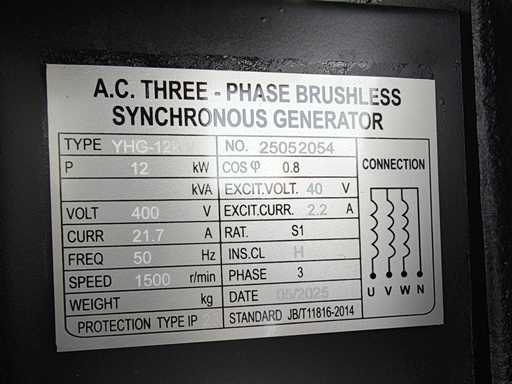 A.C. THREE - PHASE BRUSHLESS
SYNCHRONOUS GENERATOR
TYPE YHG-12k NO. 25052054
P 12 kW COS φ 0.8 CONNECTION
kVA EXCIT.VOLT. 40 V
VOLT 400 V EXCIT.CURR. 2.2 A
CURR 21.7 A RAT. S1
FREQ 50 Hz INS.CL H
SPEED 1500 r/min PHASE 3
WEIGHT kg DATE 05/2025 U V W N
PROTECTION TYPE IP STANDARD JB/T11816-2014